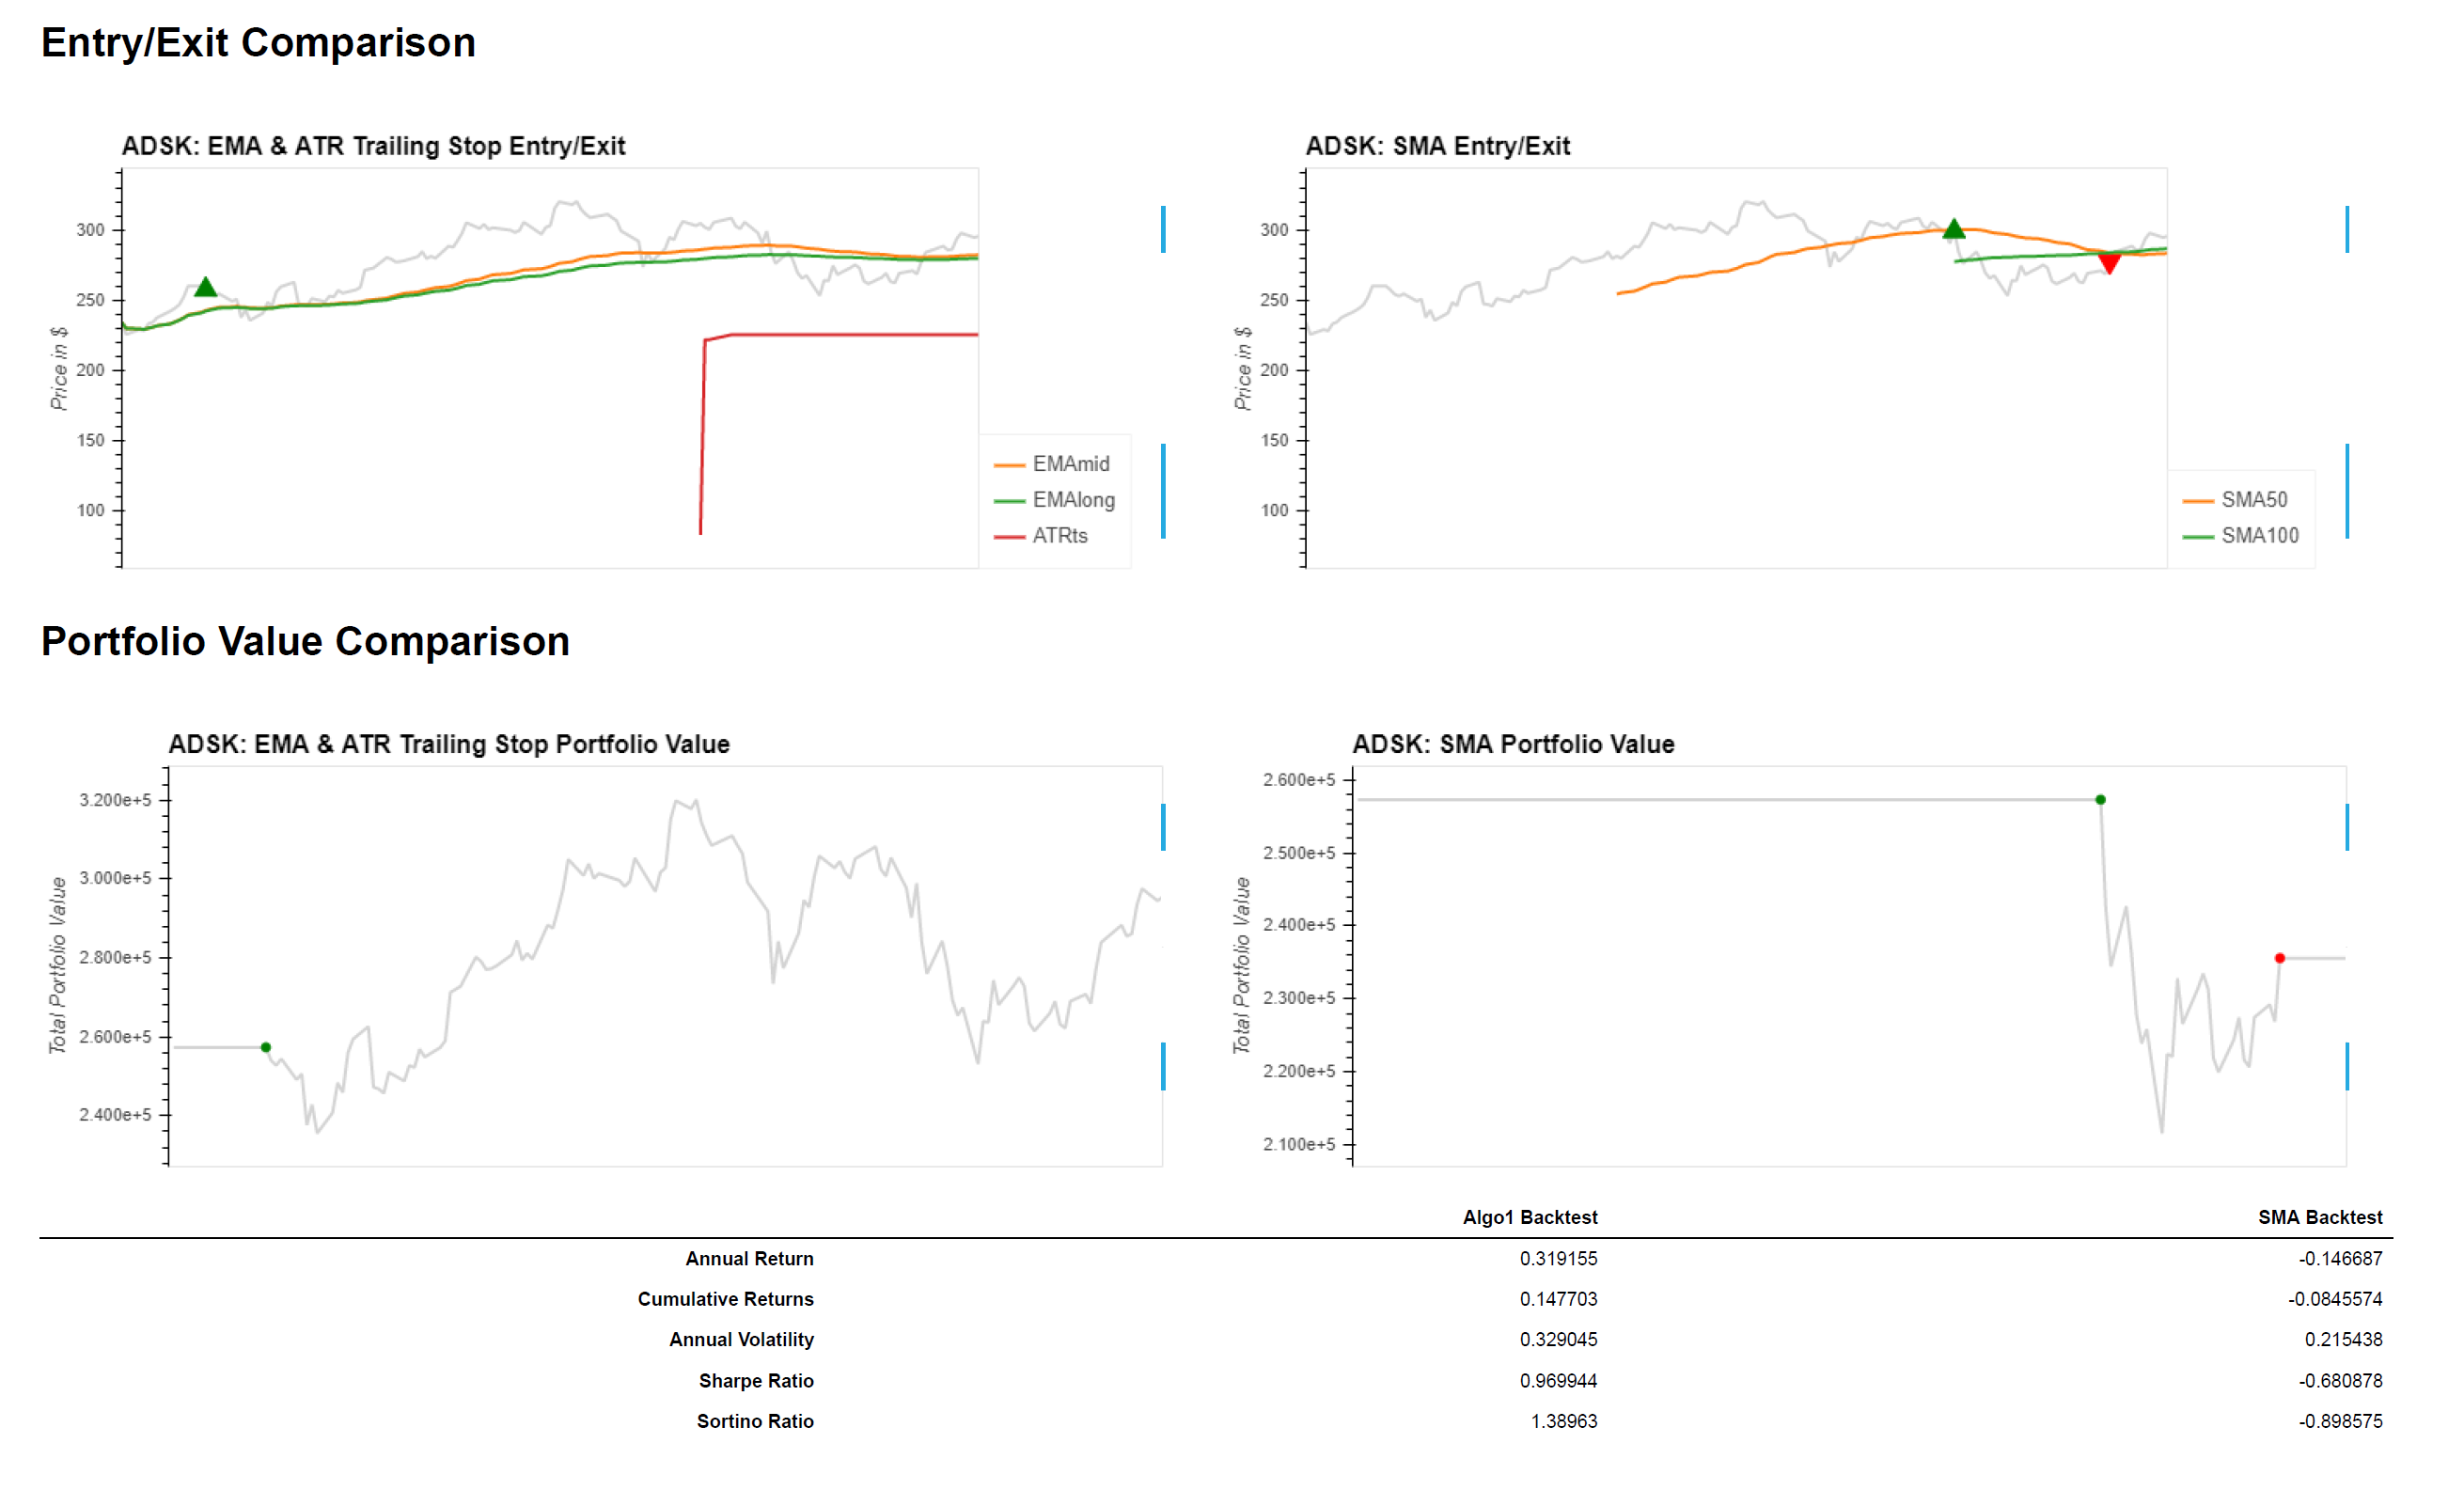 Entry/Exit Comparison
ADSK: EMA & ATR Trailing Stop Entry/Exit
Price in $
300
250
200
150
100
EMAmid
EMAlong
ATRts
ADSK: SMA Entry/Exit
Price in $
300
250
200
150
100
SMA50
SMA100
Portfolio Value Comparison
ADSK: EMA & ATR Trailing Stop Portfolio Value
Total Portfolio Value
3.200e+5
3.000e+5
2.800e+5
2.600e+5
2.400e+5
ADSK: SMA Portfolio Value
Total Portfolio Value
2.600e+5
2.500e+5
2.400e+5
2.300e+5
2.200e+5
2.100e+5
Algo1 Backtest SMA Backtest
Annual Return 0.319155 -0.146687
Cumulative Returns 0.147703 -0.0845574
Annual Volatility 0.329045 0.215438
Sharpe Ratio 0.969944 -0.680878
Sortino Ratio 1.38963 -0.898575